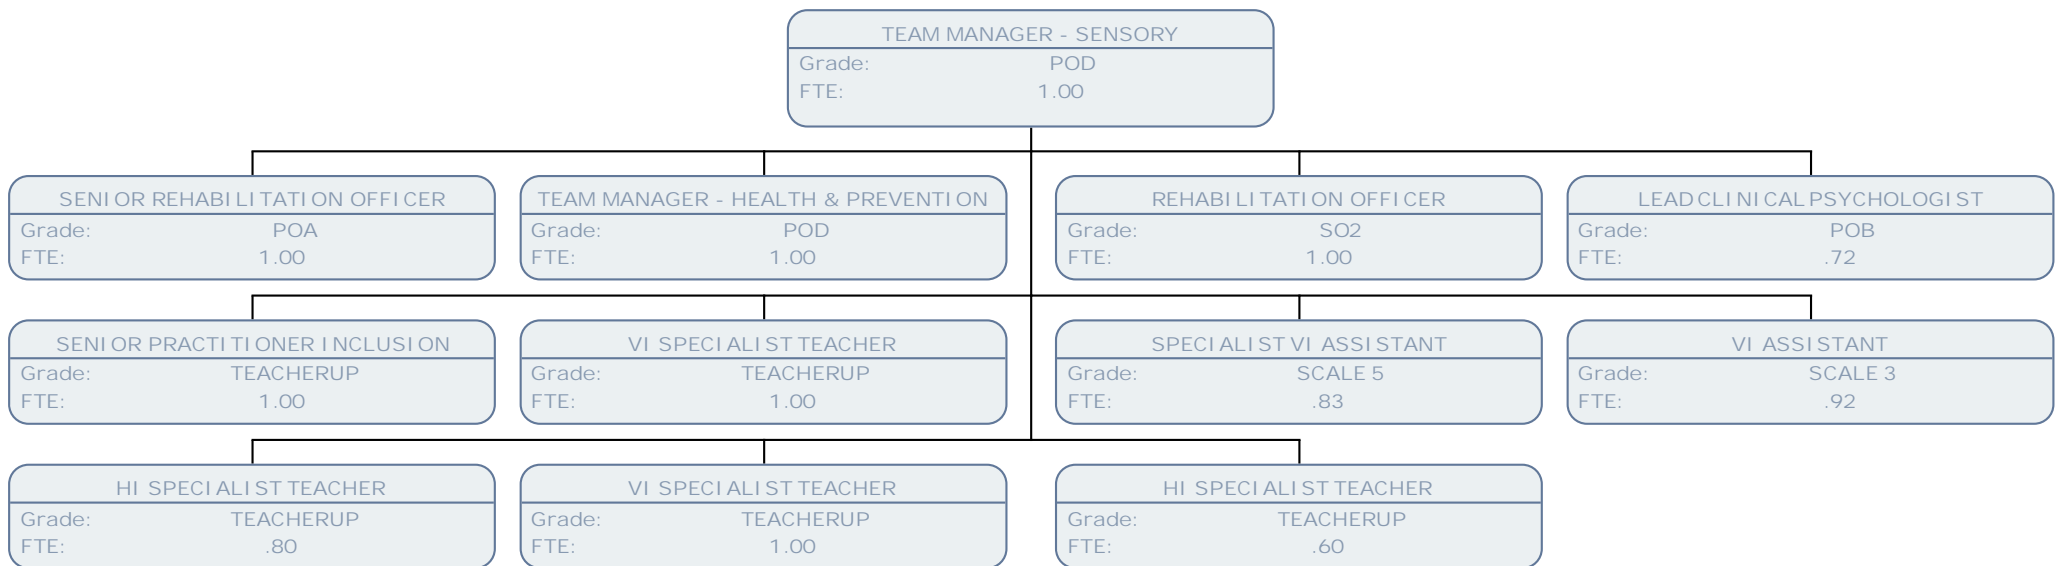 TEAM MANAGER - SENSORY
Grade: POD
FTE: 1.00
SENIOR REHABILITATION OFFICER
Grade: POA
FTE: 1.00
TEAM MANAGER - HEALTH & PREVENTION
Grade: POD
FTE: 1.00
REHABILITATION OFFICER
Grade: SO2
FTE: 1.00
LEAD CLINICAL PSYCHOLOGIST
Grade: POB
FTE: .72
SENIOR PRACTITIONER INCLUSION
Grade: TEACHERUP
FTE: 1.00
VI SPECIALIST TEACHER
Grade: TEACHERUP
FTE: 1.00
SPECIALIST VI ASSISTANT
Grade: SCALE 5
FTE: .83
VI ASSISTANT
Grade: SCALE 3
FTE: .92
HI SPECIALIST TEACHER
Grade: TEACHERUP
FTE: .80
VI SPECIALIST TEACHER
Grade: TEACHERUP
FTE: 1.00
HI SPECIALIST TEACHER
Grade: TEACHERUP
FTE: .60